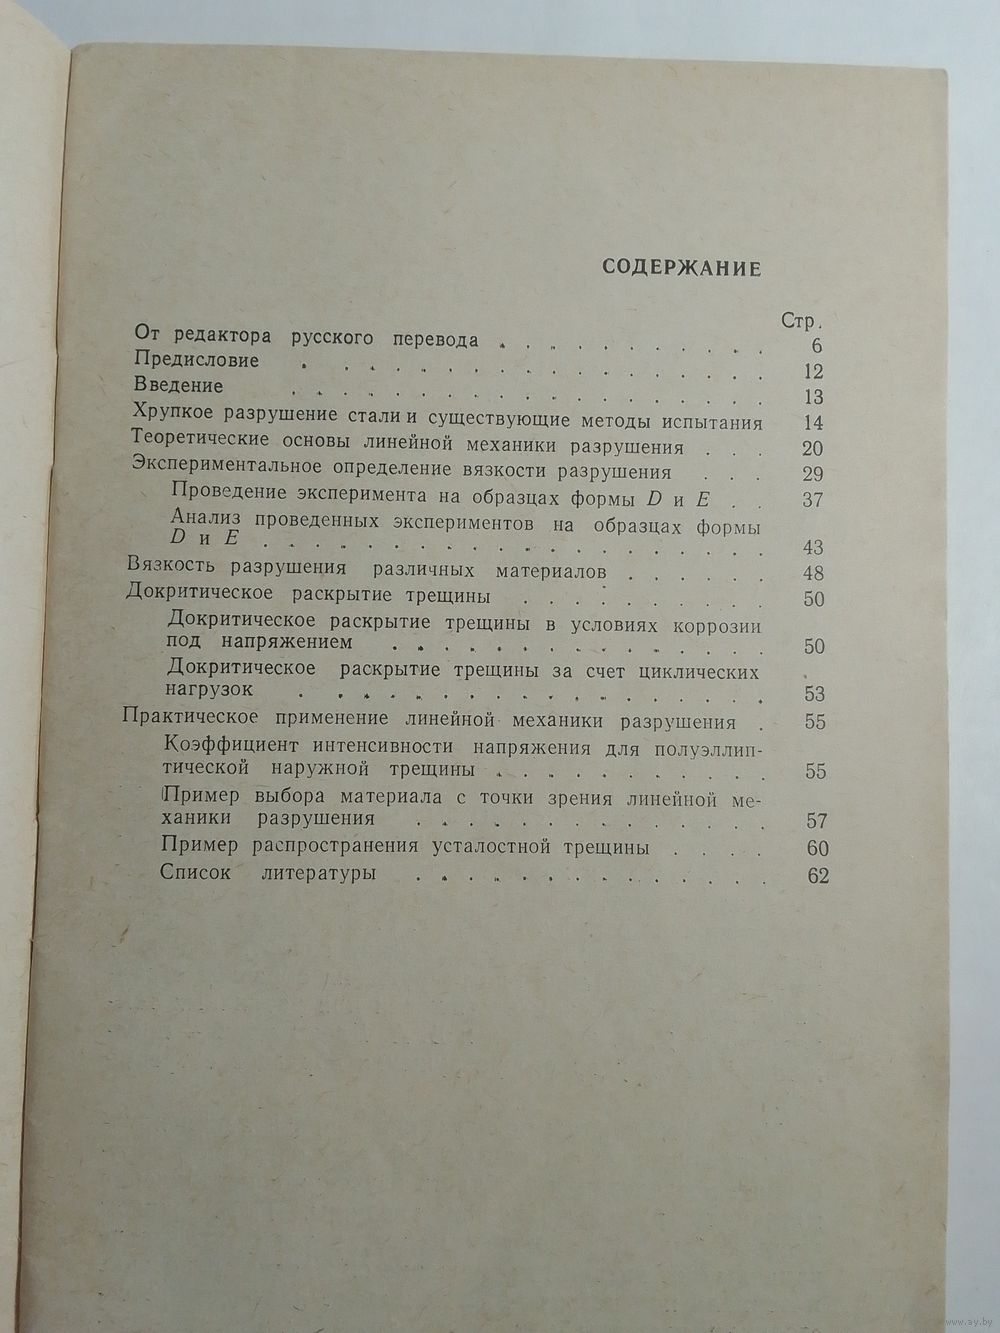 СОДЕРЖАНИЕ
Стр.
От редактора русского перевода . . . . . . . . . . . 6
Предисловие . . . . . . . . . . . . . . . . . . 12
Введение . . . . . . . . . . . . . . . . . . . 13
Хрупкое разрушение стали и существующие методы испытания 14
Теоретические основы линейной механики разрушения . . . 20
Экспериментальное определение вязкости разрушения . . . 29
Проведение эксперимента на образцах формы D и E . . 37
Анализ проведенных экспериментов на образцах формы
D и E . . . . . . . . . . . . . . . . . . . 43
Вязкость разрушения различных материалов . . . . . . 48
Докритическое раскрытие трещины . . . . . . . . . . 50
Докритическое раскрытие трещины в условиях коррозии
под напряжением . . . . . . . . . . . . . . . 50
Докритическое раскрытие трещины за счет циклических
нагрузок . . . . . . . . . . . . . . . . . . 53
Практическое применение линейной механики разрушения . 55
Коэффициент интенсивности напряжения для полуэллип-
тической наружной трещины . . . . . . . . . . . 55
Пример выбора материала с точки зрения линейной ме-
ханики разрушения . . . . . . . . . . . . . . 57
Пример распространения усталостной трещины . . . . 60
Список литературы . . . . . . . . . . . . . . 62
www.ay.by